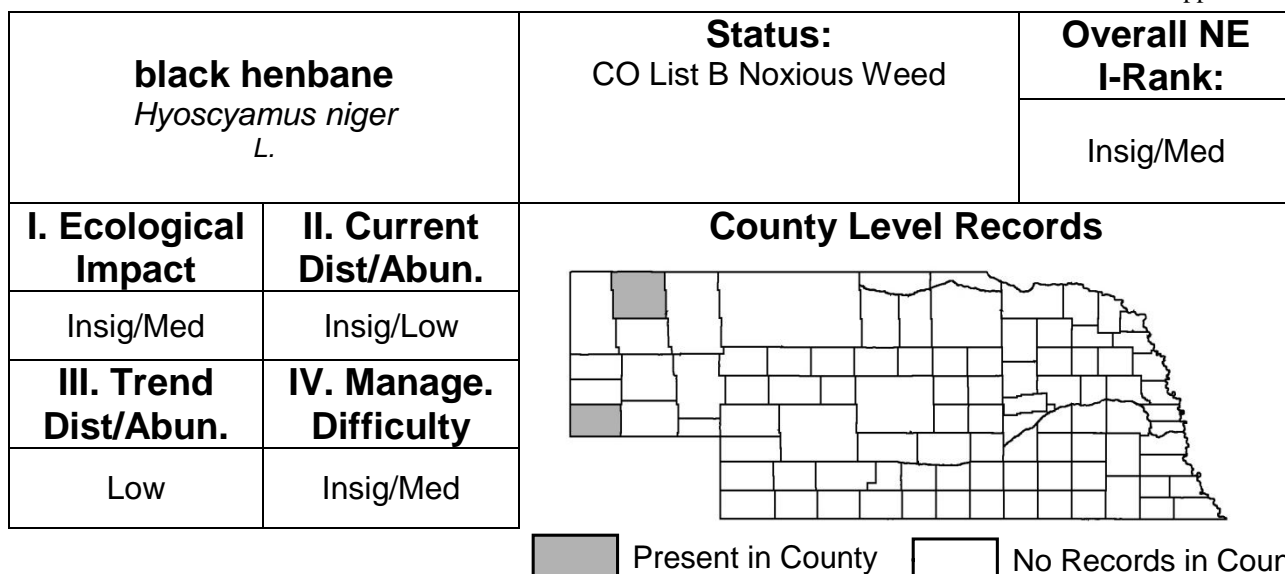 black henbane
Hyoscyamus niger
L.
Status:
CO List B Noxious Weed
Overall NE
I-Rank:
Insig/Med
I. Ecological
Impact
II. Current
Dist/Abun.
Insig/Med
Insig/Low
III. Trend
Dist/Abun.
IV. Manage.
Difficulty
Low
Insig/Med
County Level Records
Present in County
No Records in Coun